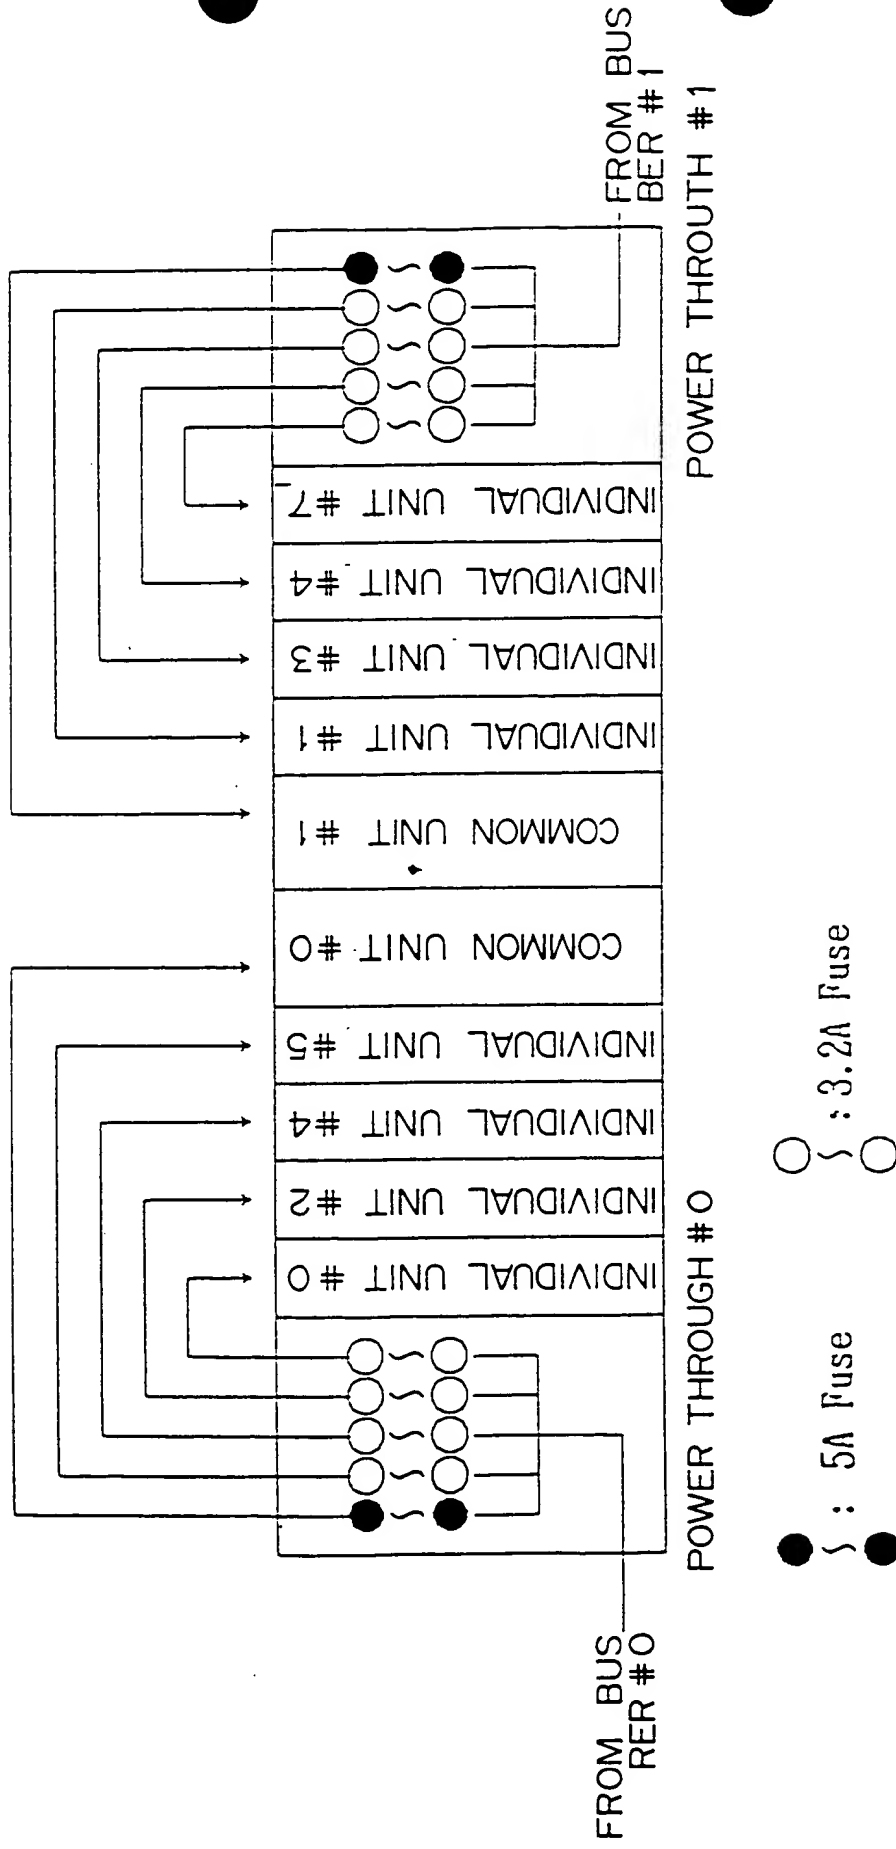 INDIVIDUAL UNIT #0
INDIVIDUAL UNIT #2
INDIVIDUAL UNIT #4
INDIVIDUAL UNIT #5
COMMON UNIT #0
COMMON UNIT #1
INDIVIDUAL UNIT #1
INDIVIDUAL UNIT #3
INDIVIDUAL UNIT #4
INDIVIDUAL UNIT #7
FROM BUS
RER #0
FROM BUS
BER #1
POWER THROUGH #0
POWER THROUTH #1
: 5A Fuse
: 3.2A Fuse